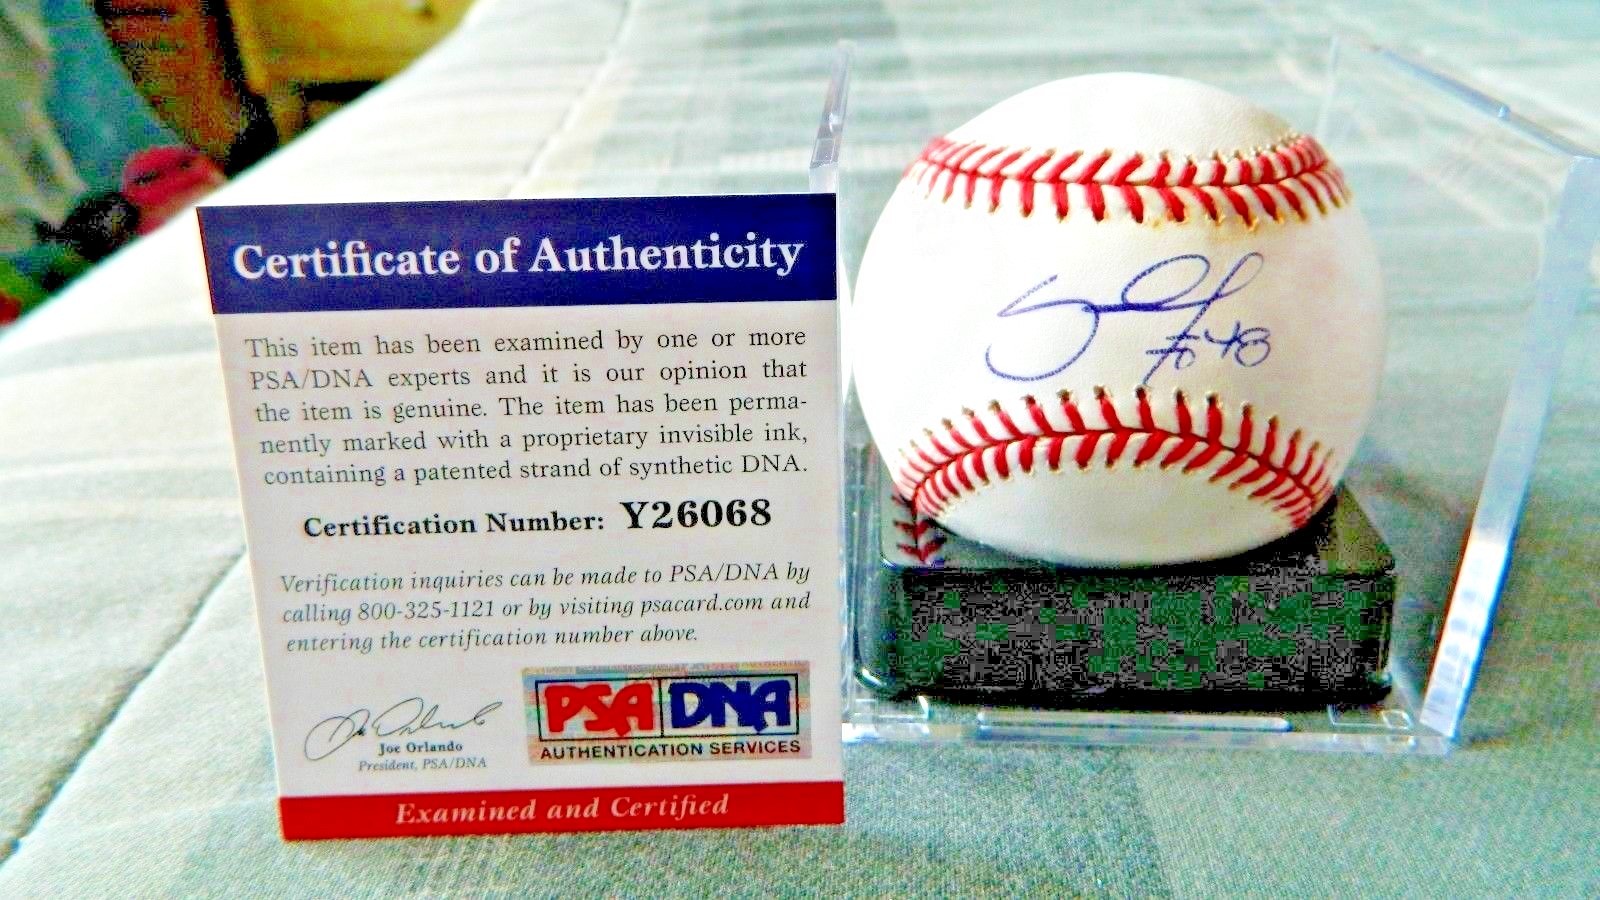 Certificate of Authenticity
This item has been examined by one or more
PSA/DNA experts and it is our opinion that
the item is genuine. The item has been perma-
nently marked with a proprietary invisible ink,
containing a patented strand of synthetic DNA.
Certification Number: Y26068
Verification inquiries can be made to PSA/DNA by
calling 800-325-1121 or by visiting psacard.com and
entering the certification number above.
Joe Orlando
President, PSA/DNA
PSA DNA
AUTHENTICATION SERVICES
Examined and Certified
48